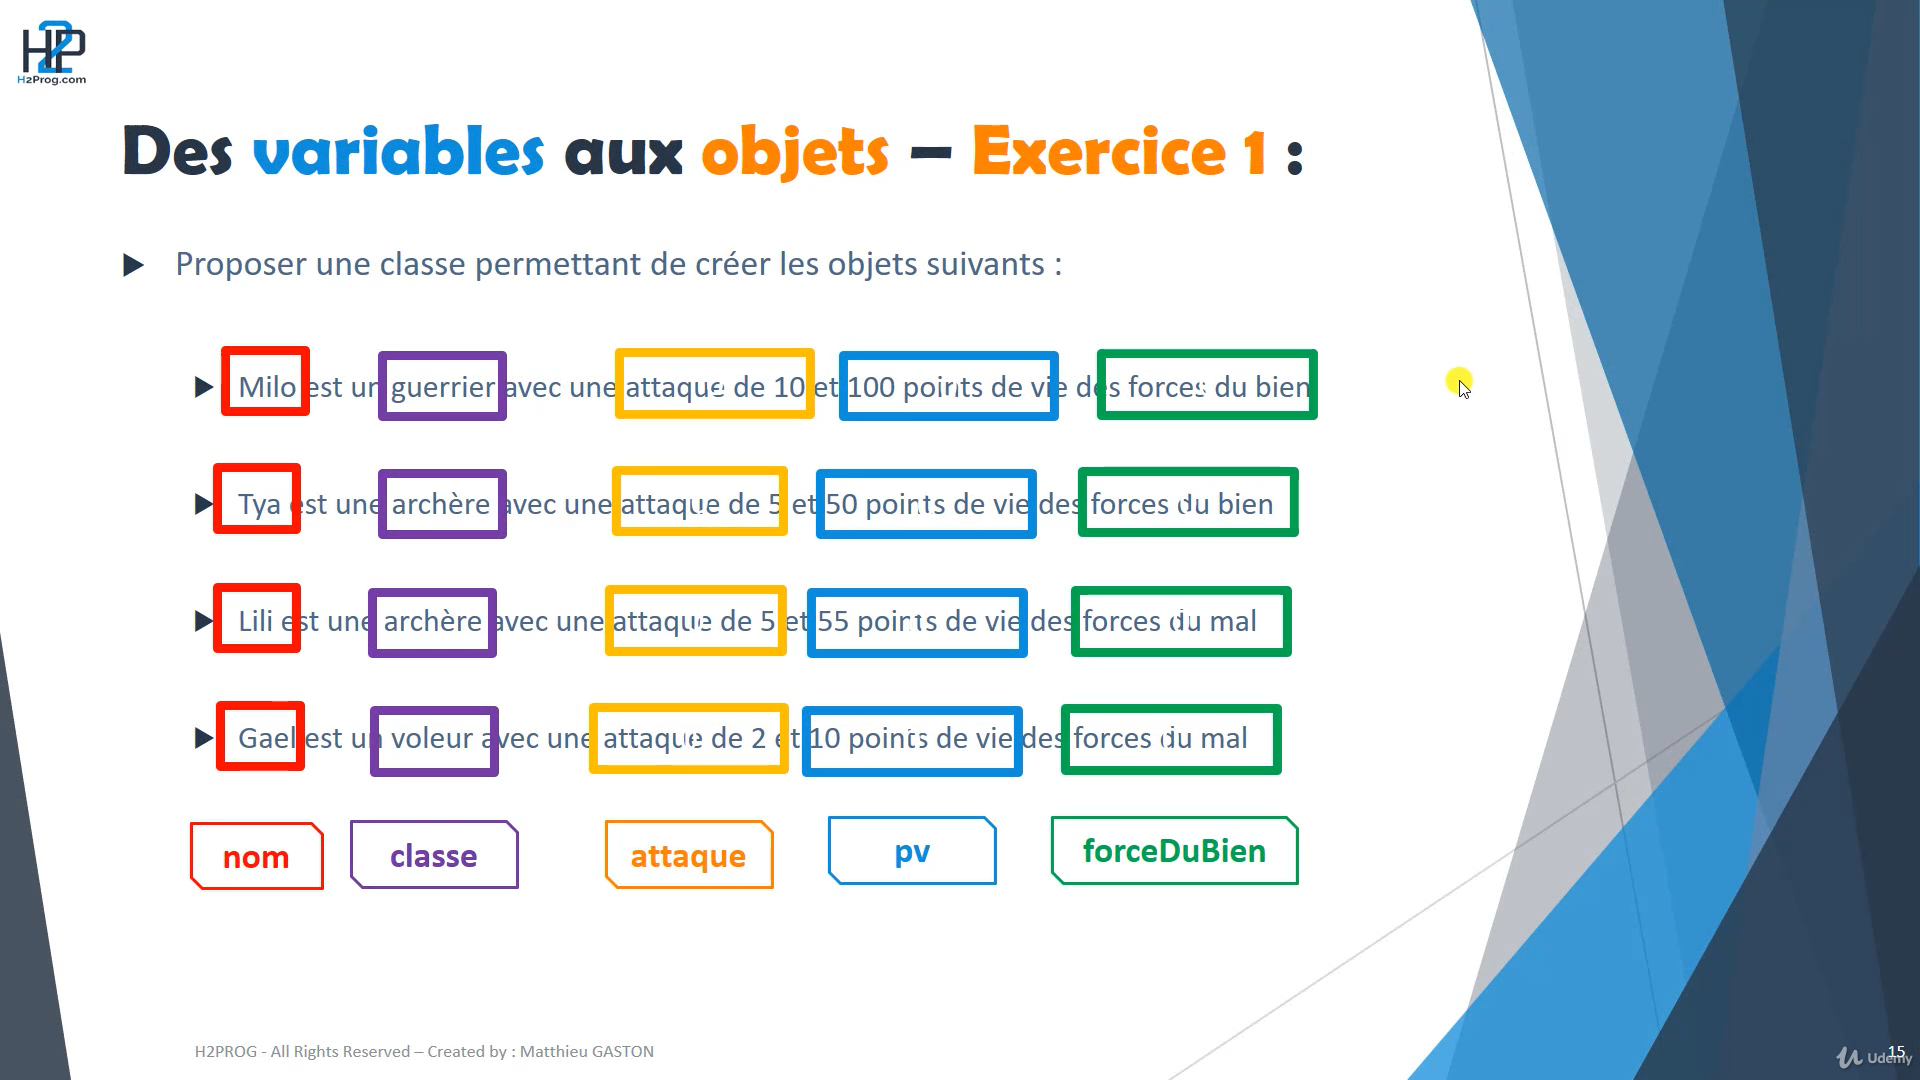 H2P
H2Prog.com
Des variables aux objets – Exercice 1 :
Proposer une classe permettant de créer les objets suivants :
Milo est un guerrier avec une attaque de 10 et 100 points de vie des forces du bien
Tya est une archère avec une attaque de 5 et 50 points de vie des forces du bien
Lili est une archère avec une attaque de 5 et 55 points de vie des forces du mal
Gael est un voleur avec une attaque de 2 et 10 points de vie des forces du mal
nom classe attaque pv forceDuBien
H2PROG - All Rights Reserved – Created by : Matthieu GASTON
15
Udemy